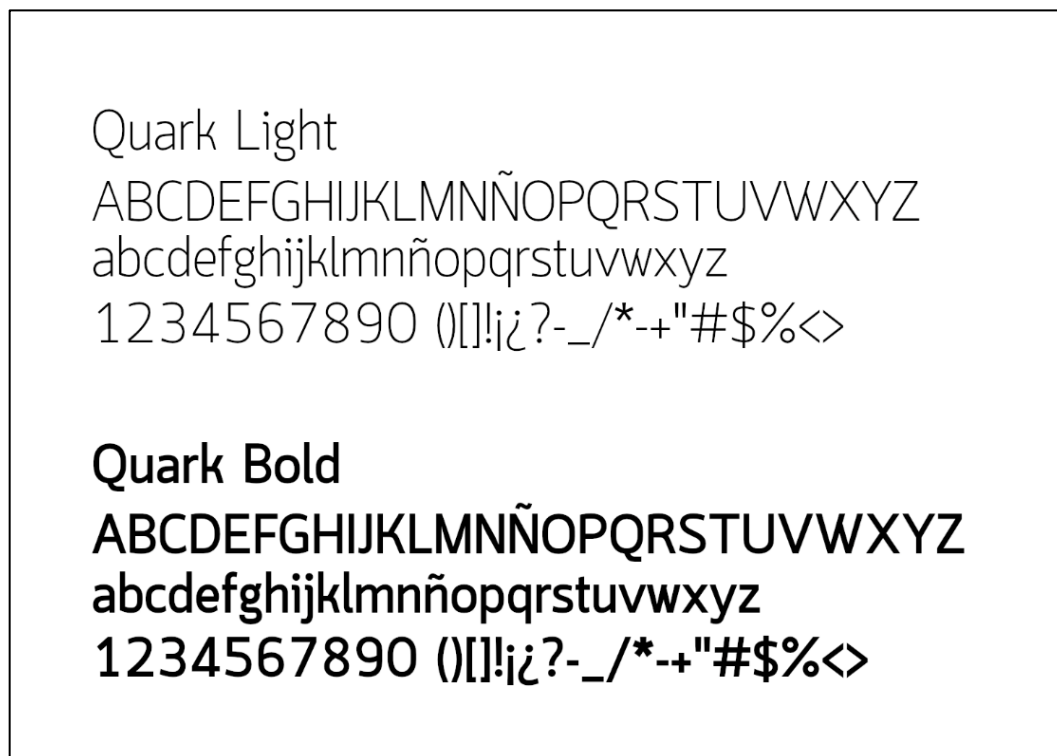 Quark Light
ABCDEFGHIJKLMNÑOPQRSTUVWXYZ
abcdefghijklmnñopqrstuvwxyz
1234567890 ()[]!¡¿?-_/*-+"#$%<>
Quark Bold
ABCDEFGHIJKLMNÑOPQRSTUVWXYZ
abcdefghijklmnñopqrstuvwxyz
1234567890 ()[]!¡¿?-_/*-+"#$%<>